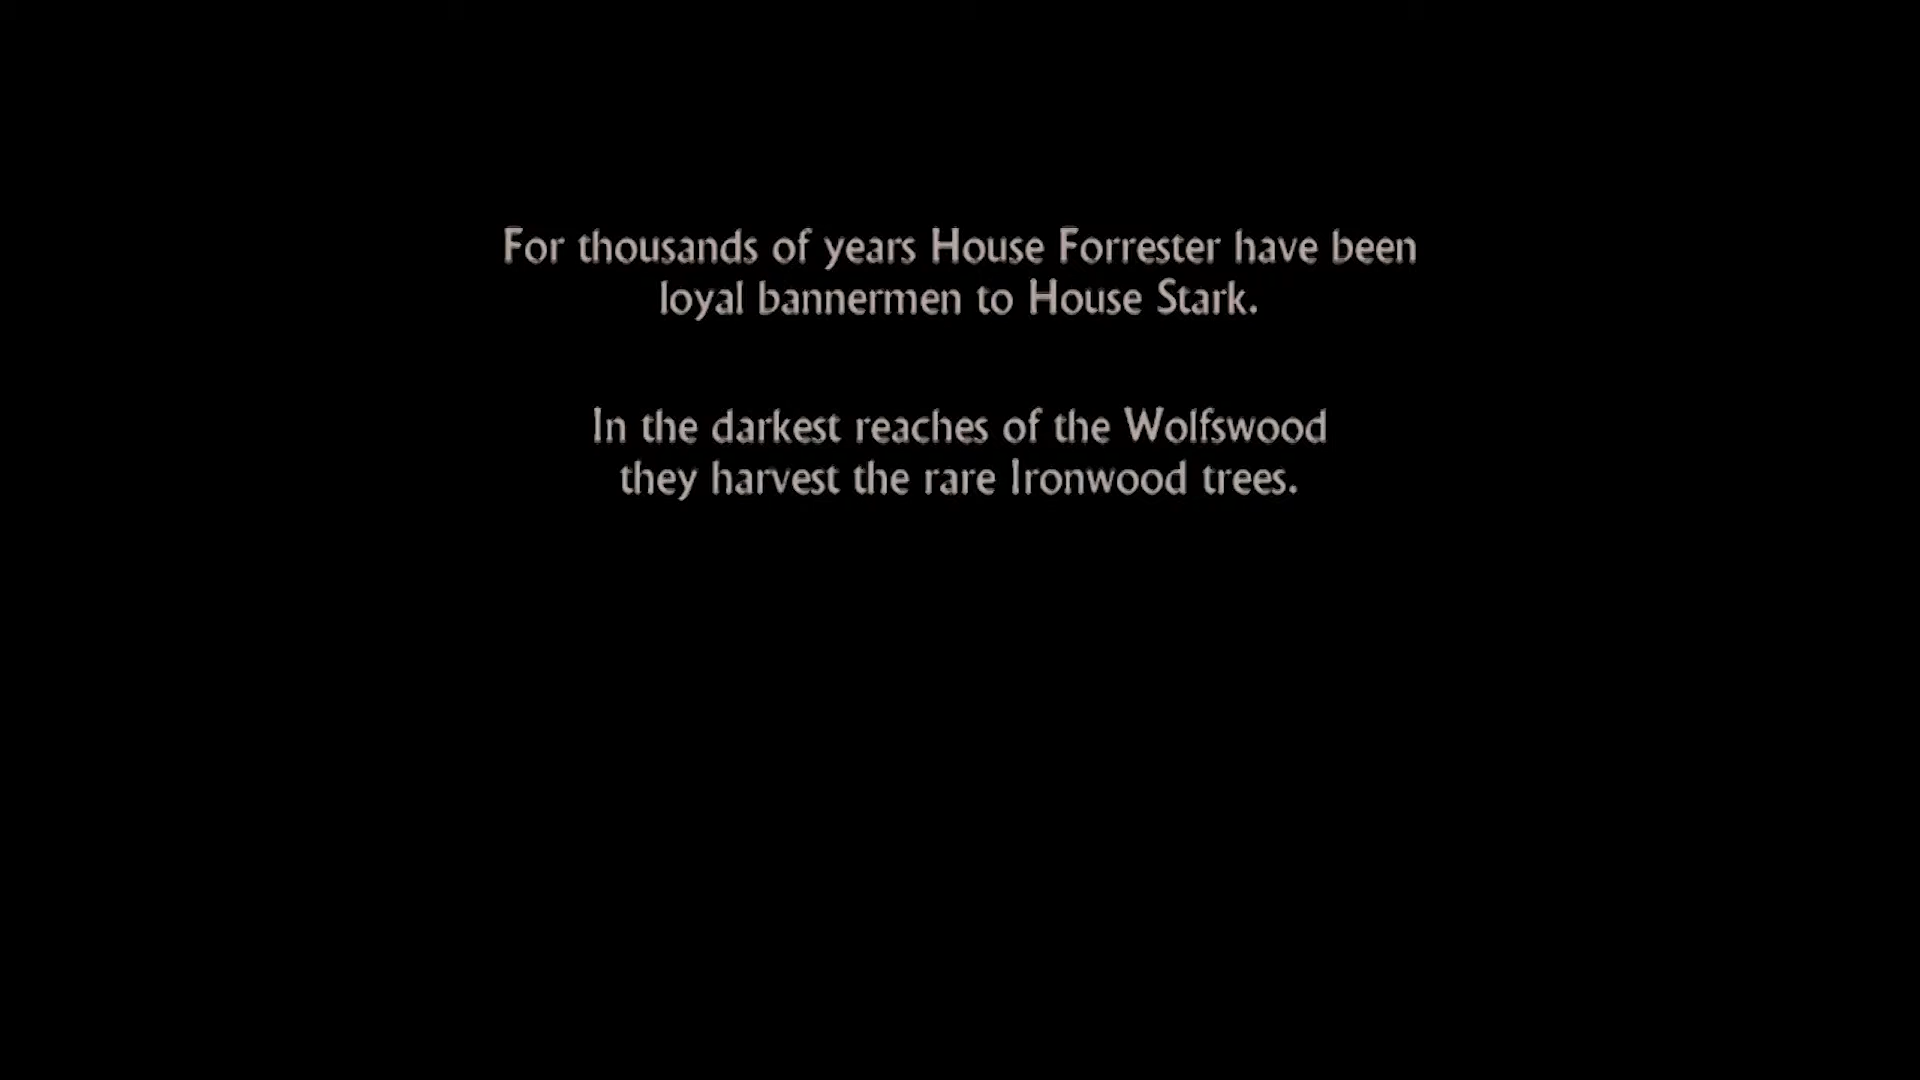 For thousands of years House Forrester have been
loyal bannermen to House Stark.
In the darkest reaches of the Wolfswood
they harvest the rare Ironwood trees.